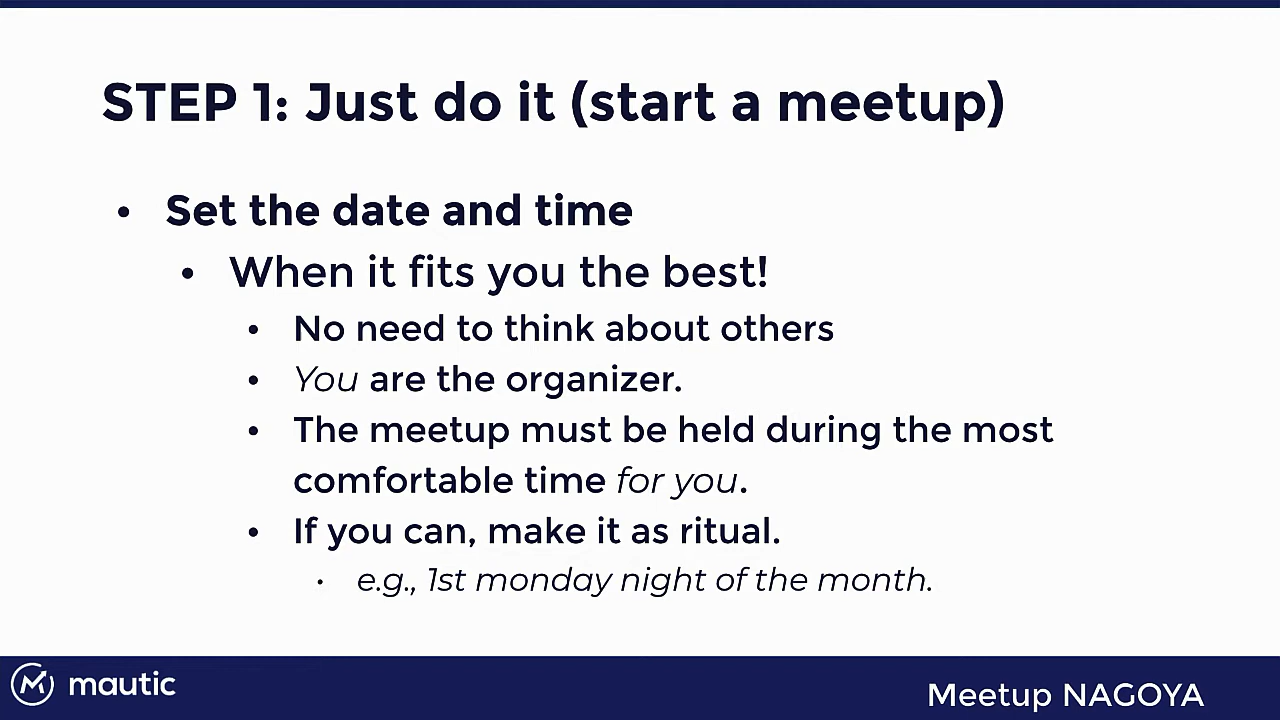 STEP 1: Just do it (start a meetup)
• Set the date and time
• When it fits you the best!
• No need to think about others
• You are the organizer.
• The meetup must be held during the most
comfortable time for you.
• If you can, make it as ritual.
• e.g., 1st monday night of the month.
mautic
Meetup NAGOYA